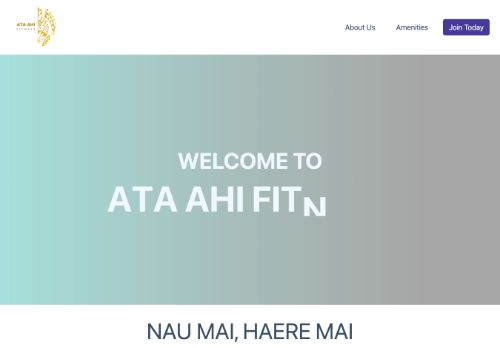 ATA AHI
FITNESS
About Us
Amenities
Join Today
WELCOME TO
ATA AHI FITN
NAU MAI, HAERE MAI